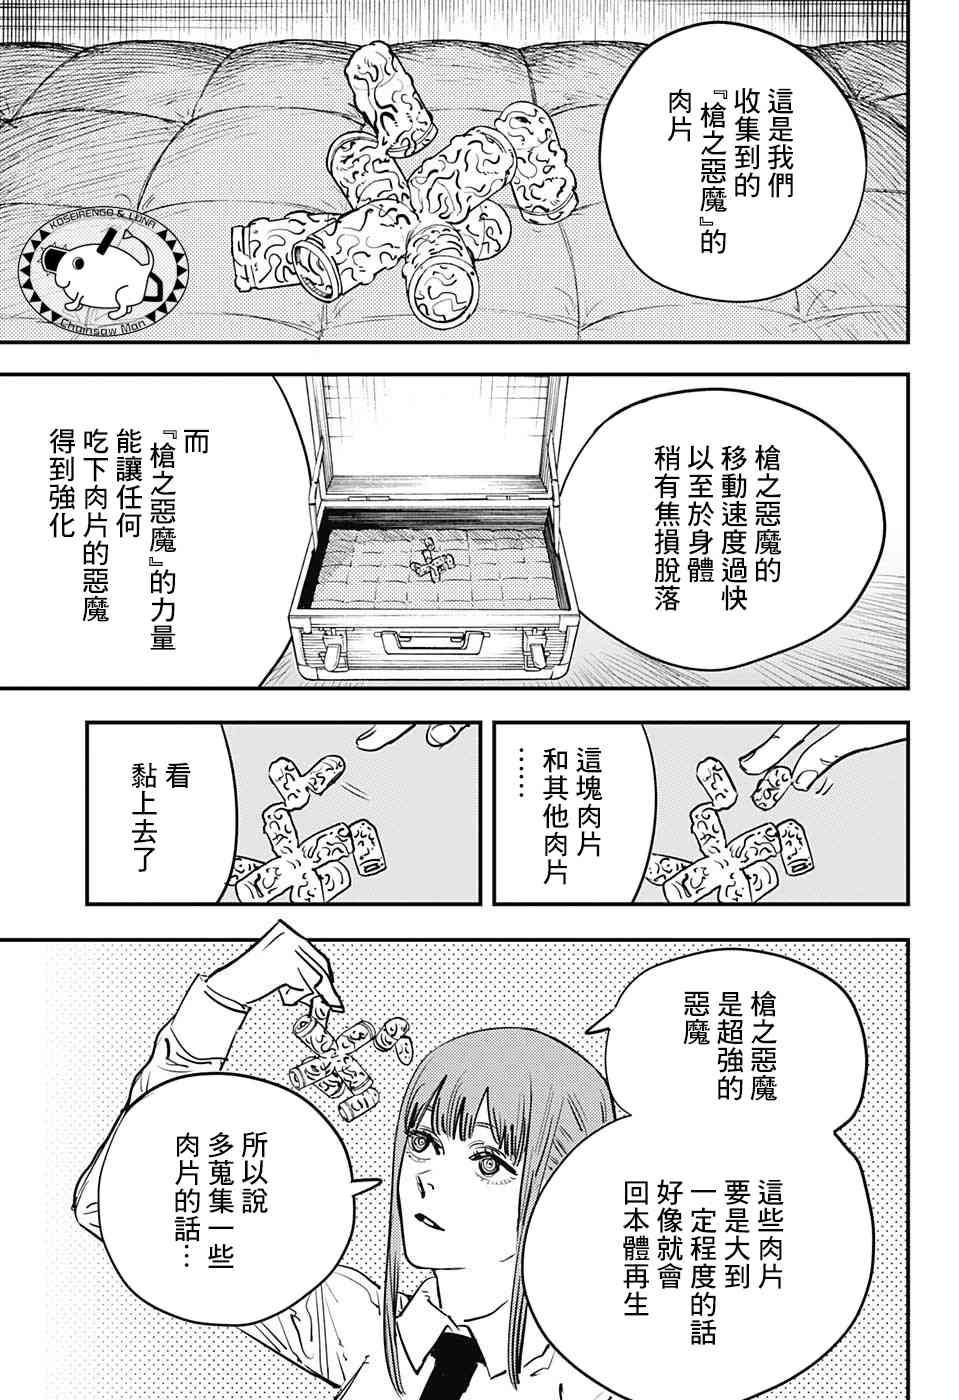 這是我們
收集到的
『槍之惡魔』的
肉片
KOSEIRENGO & LUNA
Chainsaw Man
槍之惡魔的
移動速度過快
以至於身體
稍有焦損脫落
而
『槍之惡魔』的力量
能讓任何
吃下肉片的惡魔
得到強化
這塊肉片
和其他肉片
……
看
黏上去了
槍之惡魔
是超強的
惡魔
這些肉片
要是大到
一定程度的話
好像就會
回本體再生
所以說
多蒐集一些
肉片的話…